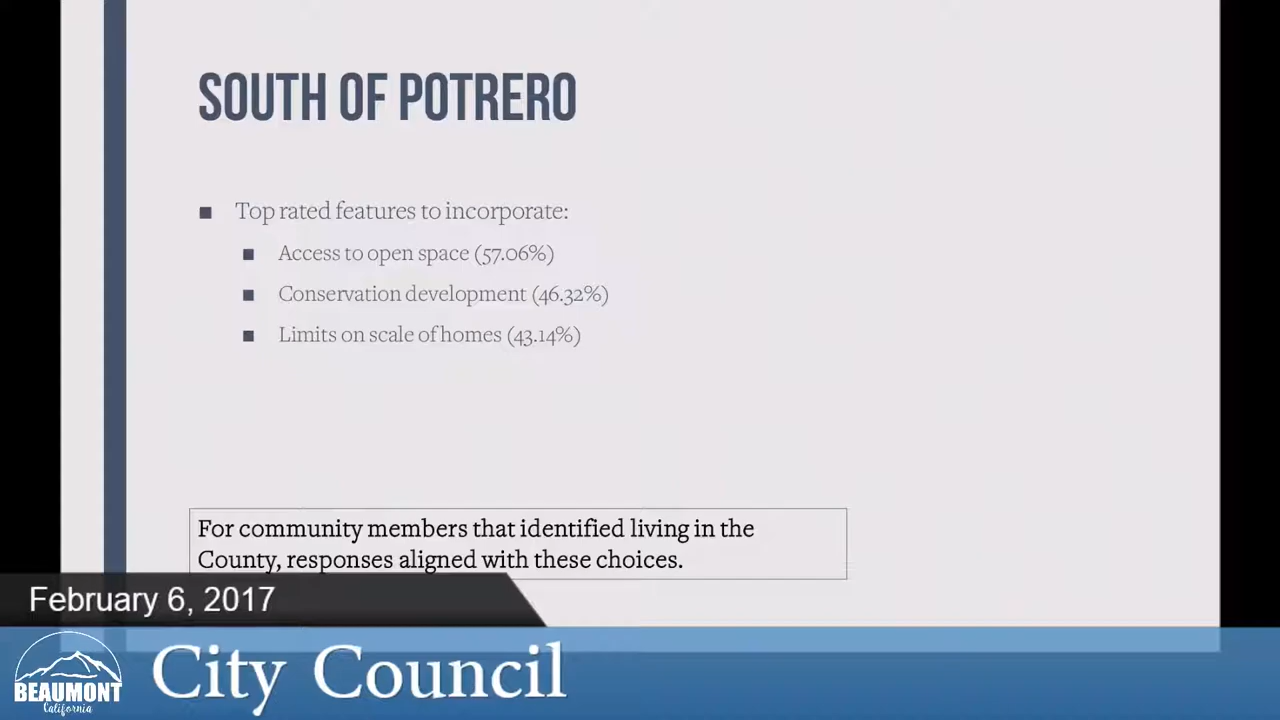 SOUTH OF POTRERO
Top rated features to incorporate:
Access to open space (57.06%)
Conservation development (46.32%)
Limits on scale of homes (43.14%)
For community members that identified living in the
County, responses aligned with these choices.
February 6, 2017
City Council
BEAUMONT
California